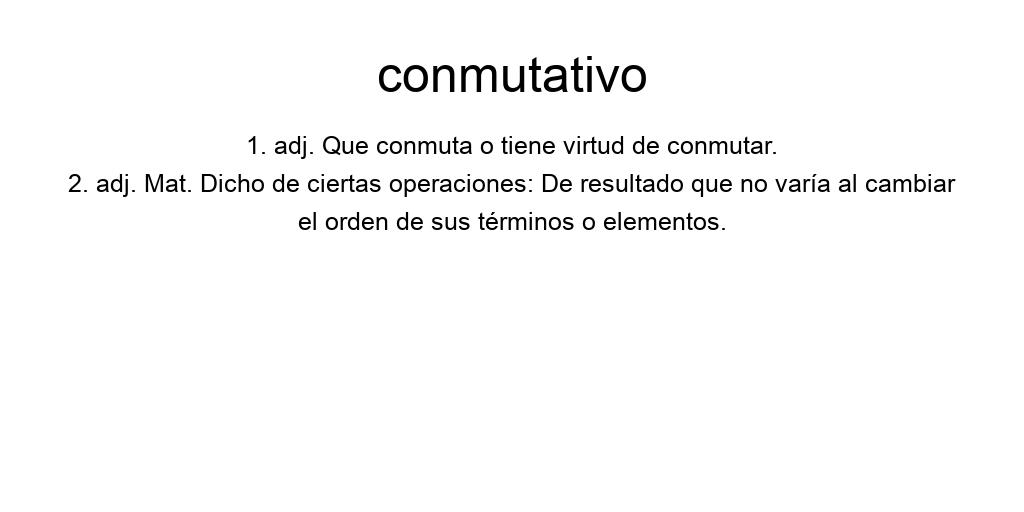 conmutativo
1. adj. Que conmuta o tiene virtud de conmutar.
2. adj. Mat. Dicho de ciertas operaciones: De resultado que no varía al cambiar
el orden de sus términos o elementos.